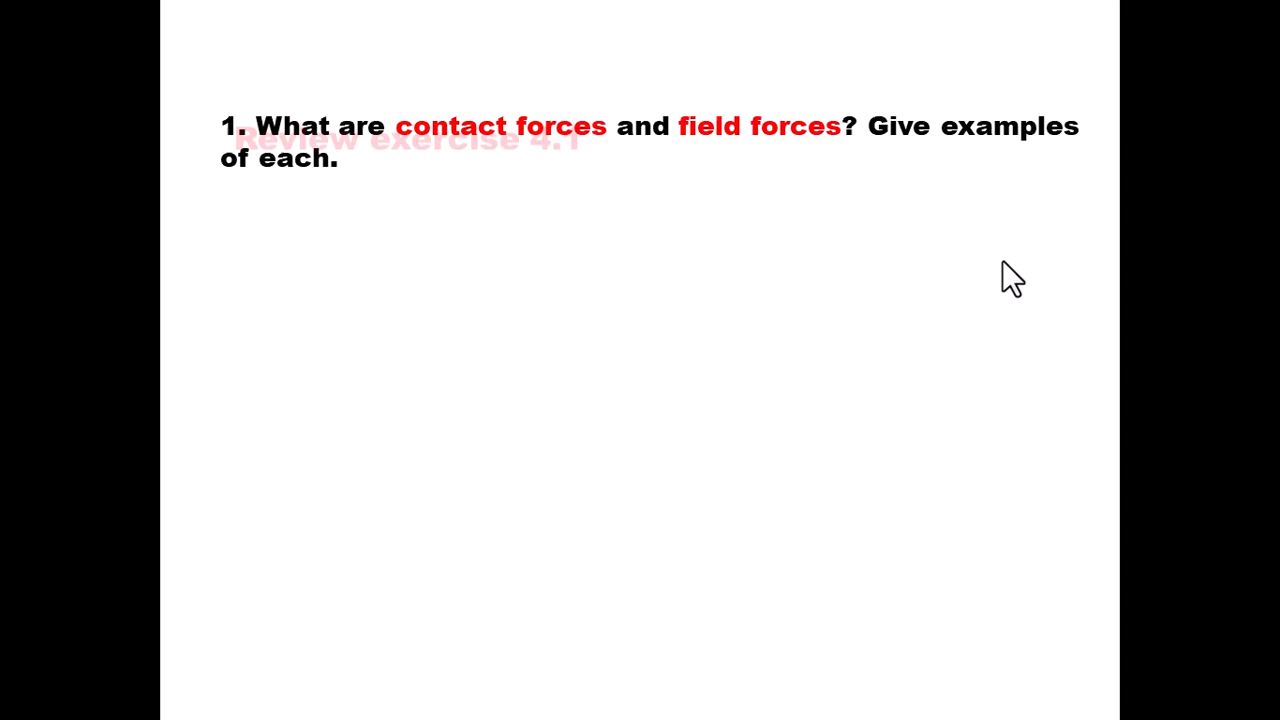 1. What are contact forces and field forces? Give examples
Review exercise 4.1
of each.